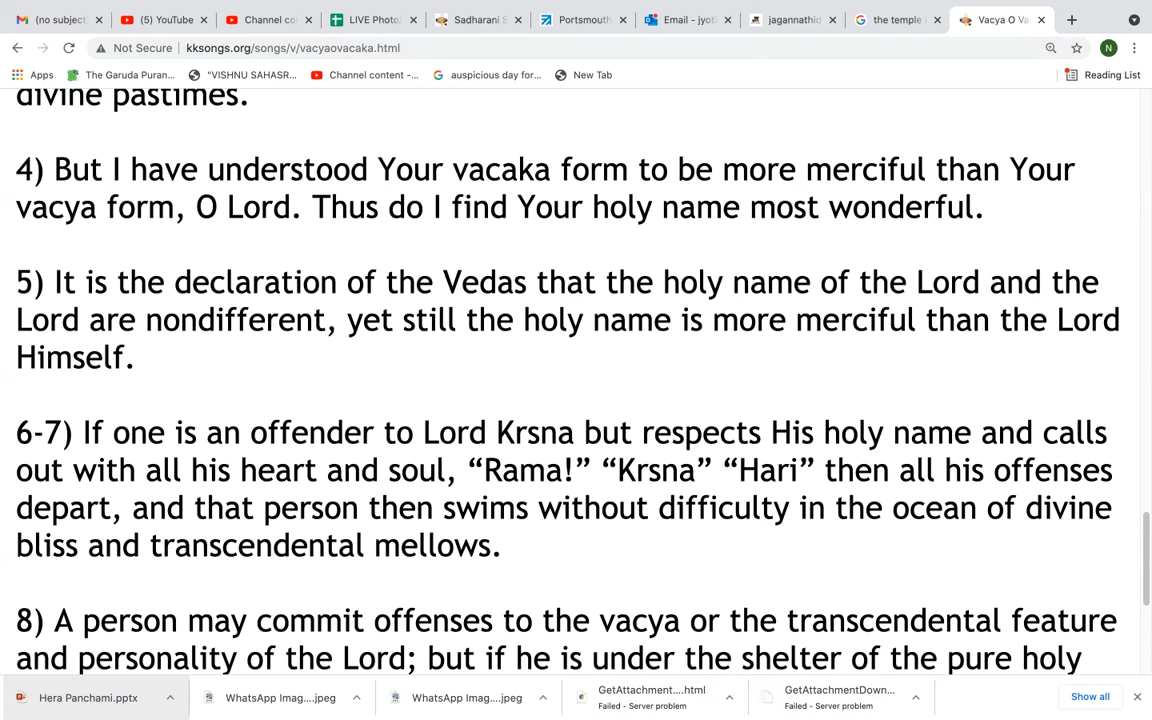 (no subject
(5) YouTube
Channel co
LIVE Photo/
Sadharani S
Portsmouth
Email - jyot
jagannathid
the temple
Vacya O Va
Not Secure
kksongs.org/songs/v/vacyaovacaka.html
N
Apps
The Garuda Puran...
"VISHNU SAHASR...
Channel content -...
auspicious day for...
New Tab
Reading List
divine pastimes.
4) But I have understood Your vacaka form to be more merciful than Your
vacya form, O Lord. Thus do I find Your holy name most wonderful.
5) It is the declaration of the Vedas that the holy name of the Lord and the
Lord are nondifferent, yet still the holy name is more merciful than the Lord
Himself.
6-7) If one is an offender to Lord Krsna but respects His holy name and calls
out with all his heart and soul, “Rama!” “Krsna” “Hari” then all his offenses
depart, and that person then swims without difficulty in the ocean of divine
bliss and transcendental mellows.
8) A person may commit offenses to the vacya or the transcendental feature
and personality of the Lord; but if he is under the shelter of the pure holy
Hera Panchami.pptx
WhatsApp Imag....jpeg
WhatsApp Imag....jpeg
GetAttachment....html
Failed - Server problem
GetAttachmentDown...
Failed - Server problem
Show all